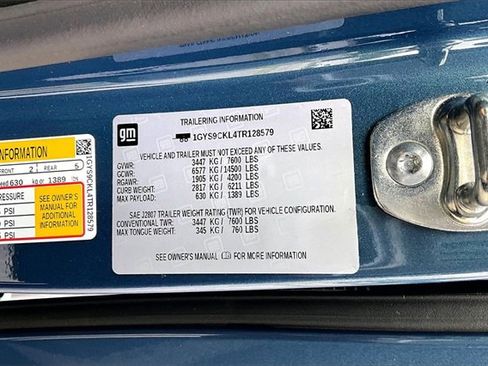 gm
TRAILERING INFORMATION
1GYS9CKL4TR128579
VEHICLE AND TRAILER MUST NOT EXCEED ANY OF THESE VALUES.
GVWR: 3447 KG / 7600 LBS
GCWR: 6577 KG / 14500 LBS
RGAWR: 1905 KG / 4200 LBS
CURB WEIGHT: 2817 KG / 6211 LBS
MAX PAYLOAD: 630 KG / 1389 LBS
SAE J2807 TRAILER WEIGHT RATING (TWR) FOR VEHICLE CONFIGURATION.
CONVENTIONAL TWR: 3447 KG / 7600 LBS
MAX TONGUE WEIGHT: 345 KG / 760 LBS
SEE OWNER'S MANUAL FOR MORE INFORMATION
INFORMATION
FRONT 2 REAR 5
630 KG OR 1389 LBS
PRESSURE
PSI
PSI
PSI
SEE OWNER'S
MANUAL FOR
ADDITIONAL
INFORMATION
1GYS9CKL4TR128579